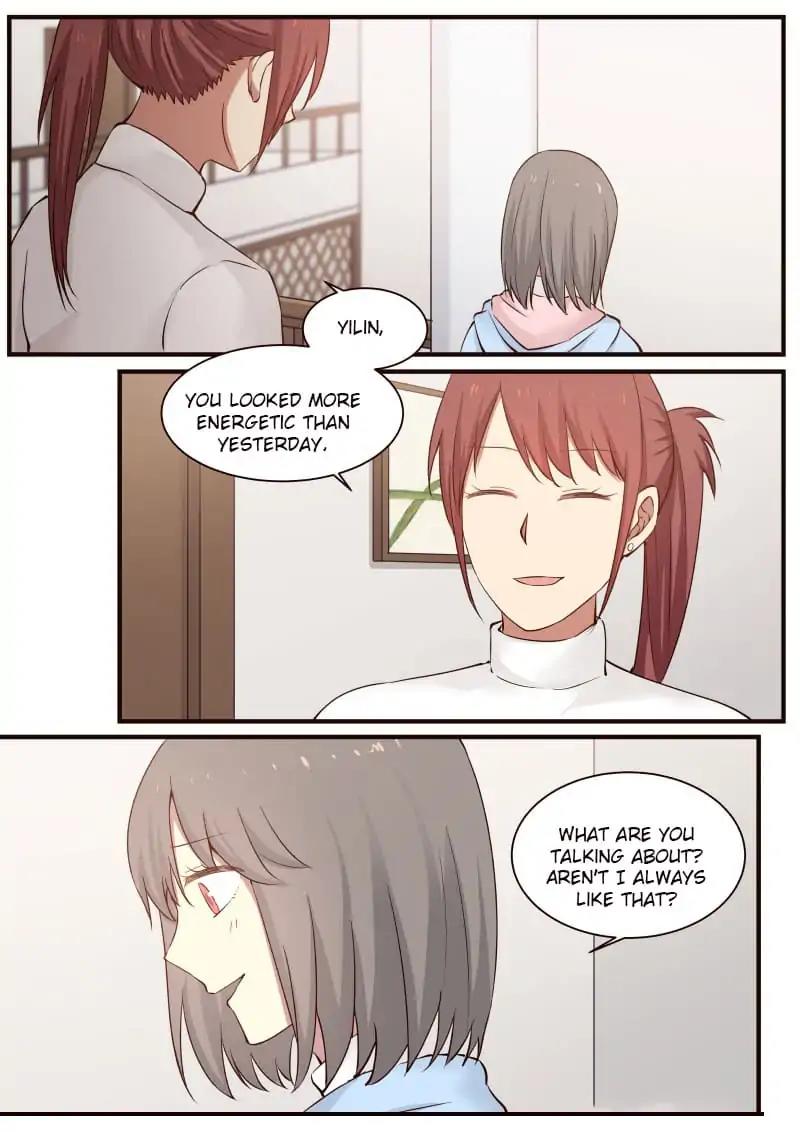 YILIN,
YOU LOOKED MORE
ENERGETIC THAN
YESTERDAY.
WHAT ARE YOU
TALKING ABOUT?
AREN'T I ALWAYS
LIKE THAT?